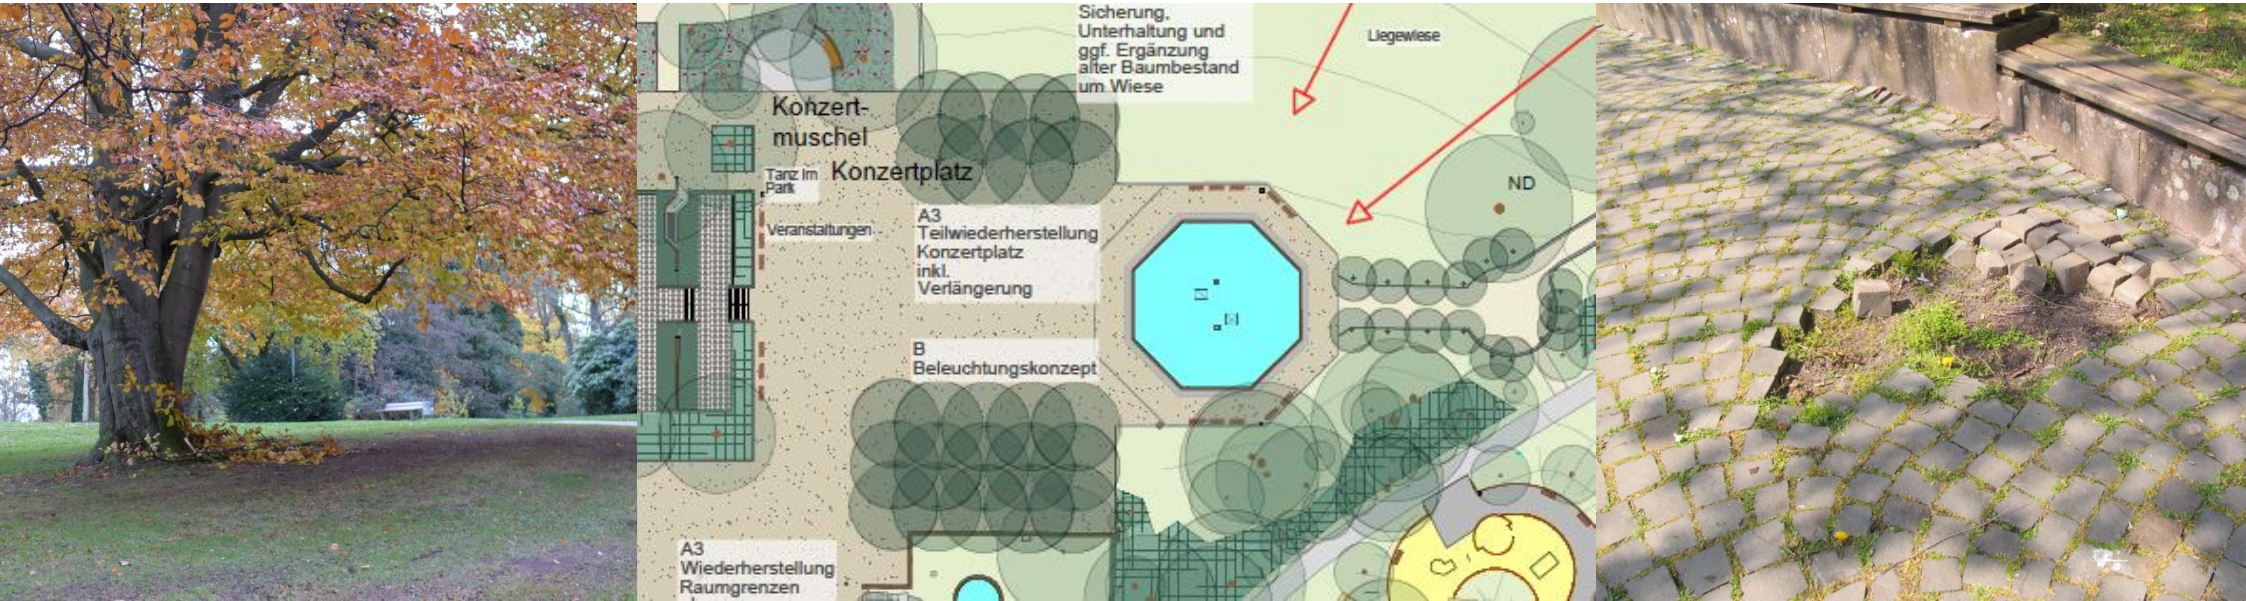 Sicherung,
Unterhaltung und
ggf. Ergänzung
alter Baumbestand
um Wiese
Liegewiese
Konzert-
muschel
Konzertplatz
Tanz im
Park
ND
A3
Teilwiederherstellung
Konzertplatz
inkl.
Verlängerung
Veranstaltungen
B
Beleuchtungskonzept
A3
Wiederherstellung
Raumgrenzen